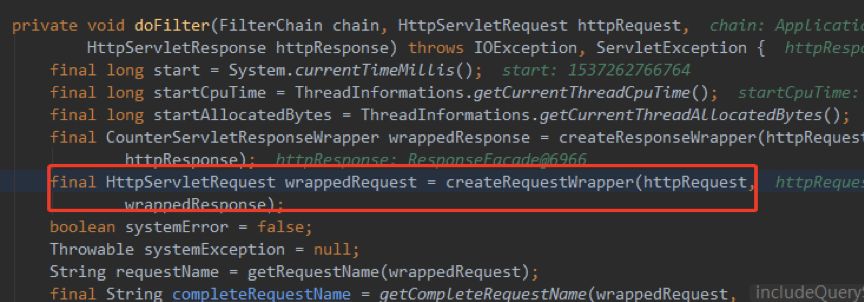 private void doFilter(FilterChain chain, HttpServletRequest httpRequest,  chain: Applicatio
HttpServletResponse httpResponse) throws IOException, ServletException {  httpRespo
final long start = System.currentTimeMillis();  start: 1537262766764
final long startCpuTime = ThreadInformations.getCurrentThreadCpuTime();  startCpuTime:
final long startAllocatedBytes = ThreadInformations.getCurrentThreadAllocatedBytes();
final CounterServletResponseWrapper wrappedResponse = createResponseWrapper(httpRequest
httpResponse);  httpResponse: ResponseFacade@6966
final HttpServletRequest wrappedRequest = createRequestWrapper(httpRequest,  httpReques
wrappedResponse);
boolean systemError = false;
Throwable systemException = null;
String requestName = getRequestName(wrappedRequest);
final String completeRequestName = getCompleteRequestName(wrappedRequest, includeQuery